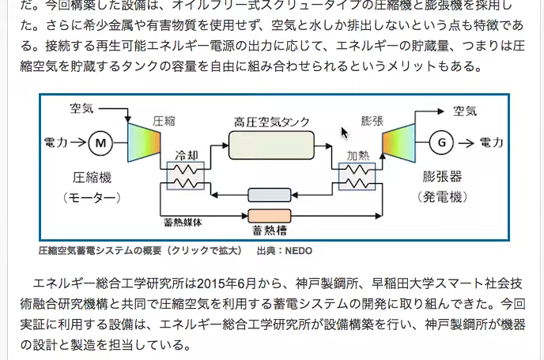 だ。今回構築した設備は、オイルフリー式スクリュータイプの圧縮機と膨張機を採用し
た。さらに希少金属や有害物質を使用せず、空気と水しか排出しないという点も特徴であ
る。接続する再生可能エネルギー電源の出力に応じて、エネルギーの貯蔵量、つまりは圧
縮空気を貯蔵するタンクの容量を自由に組み合わせられるというメリットもある。
空気 圧縮 高圧空気タンク 膨張 空気
電力 M 冷却 加熱 G 電力
圧縮機 膨張器
（モーター） （発電機）
蓄熱媒体 蓄熱槽
圧縮空気蓄電システムの概要（クリックで拡大） 出典：NEDO
エネルギー総合工学研究所は2015年6月から、神戸製鋼所、早稲田大学スマート社会技
術融合研究機構と共同で圧縮空気を利用する蓄電システムの開発に取り組んできた。今回
実証に利用する設備は、エネルギー総合工学研究所が設備構築を行い、神戸製鋼所が機器
の設計と製造を担当している。